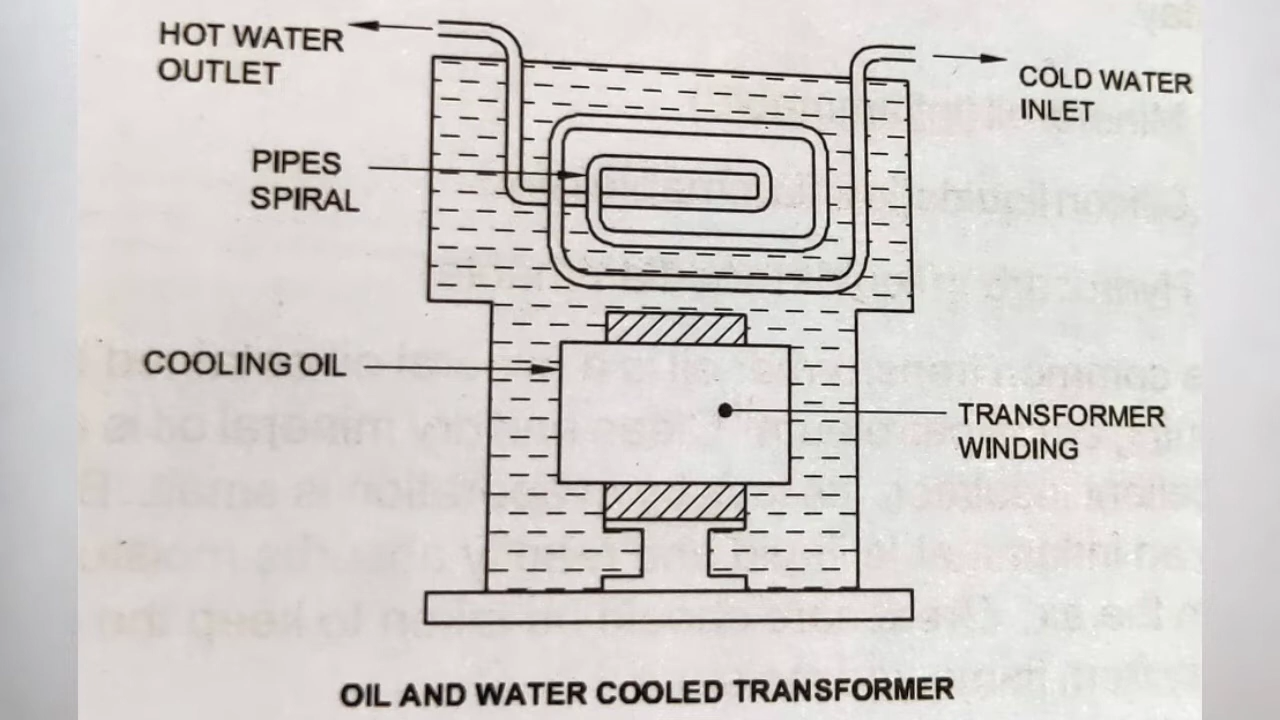 HOT WATER
OUTLET
COLD WATER
INLET
PIPES
SPIRAL
COOLING OIL
TRANSFORMER
WINDING
OIL AND WATER COOLED TRANSFORMER